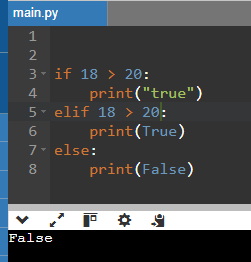 main.py
1
2
3 if 18 > 20:
4     print("true")
5 elif 18 > 20:
6     print(True)
7 else:
8     print(False)
False